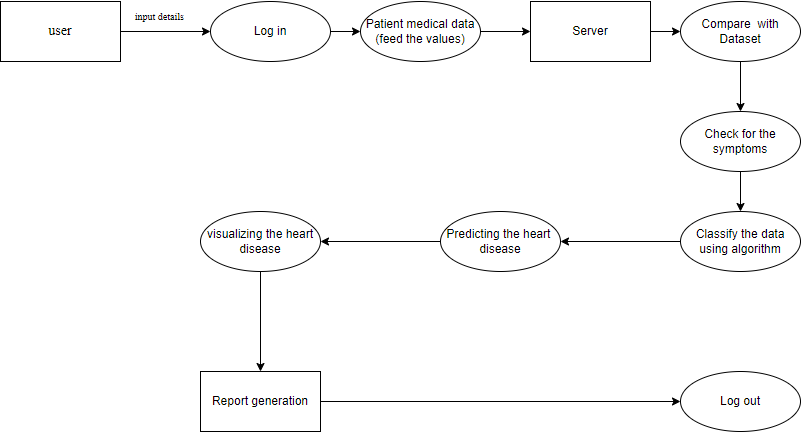 user
input details
Log in
Patient medical data
(feed the values)
Server
Compare with
Dataset
Check for the
symptoms
Classify the data
using algorithm
Predicting the heart
disease
visualizing the heart
disease
Report generation
Log out